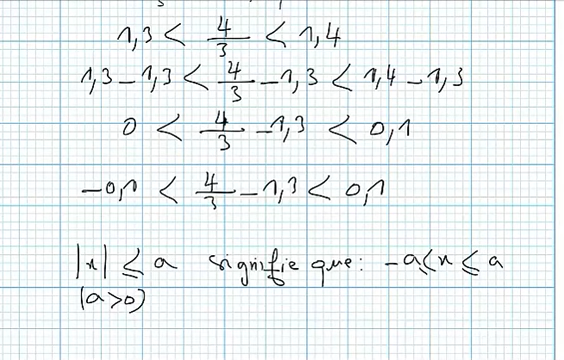 1,3 < 4/3 < 1,4
1,3 - 1,3 < 4/3 - 1,3 < 1,4 - 1,3
0 < 4/3 - 1,3 < 0,1
-0,1 < 4/3 - 1,3 < 0,1
|x| ≤ a signifie que: -a ≤ x ≤ a
(a>0)